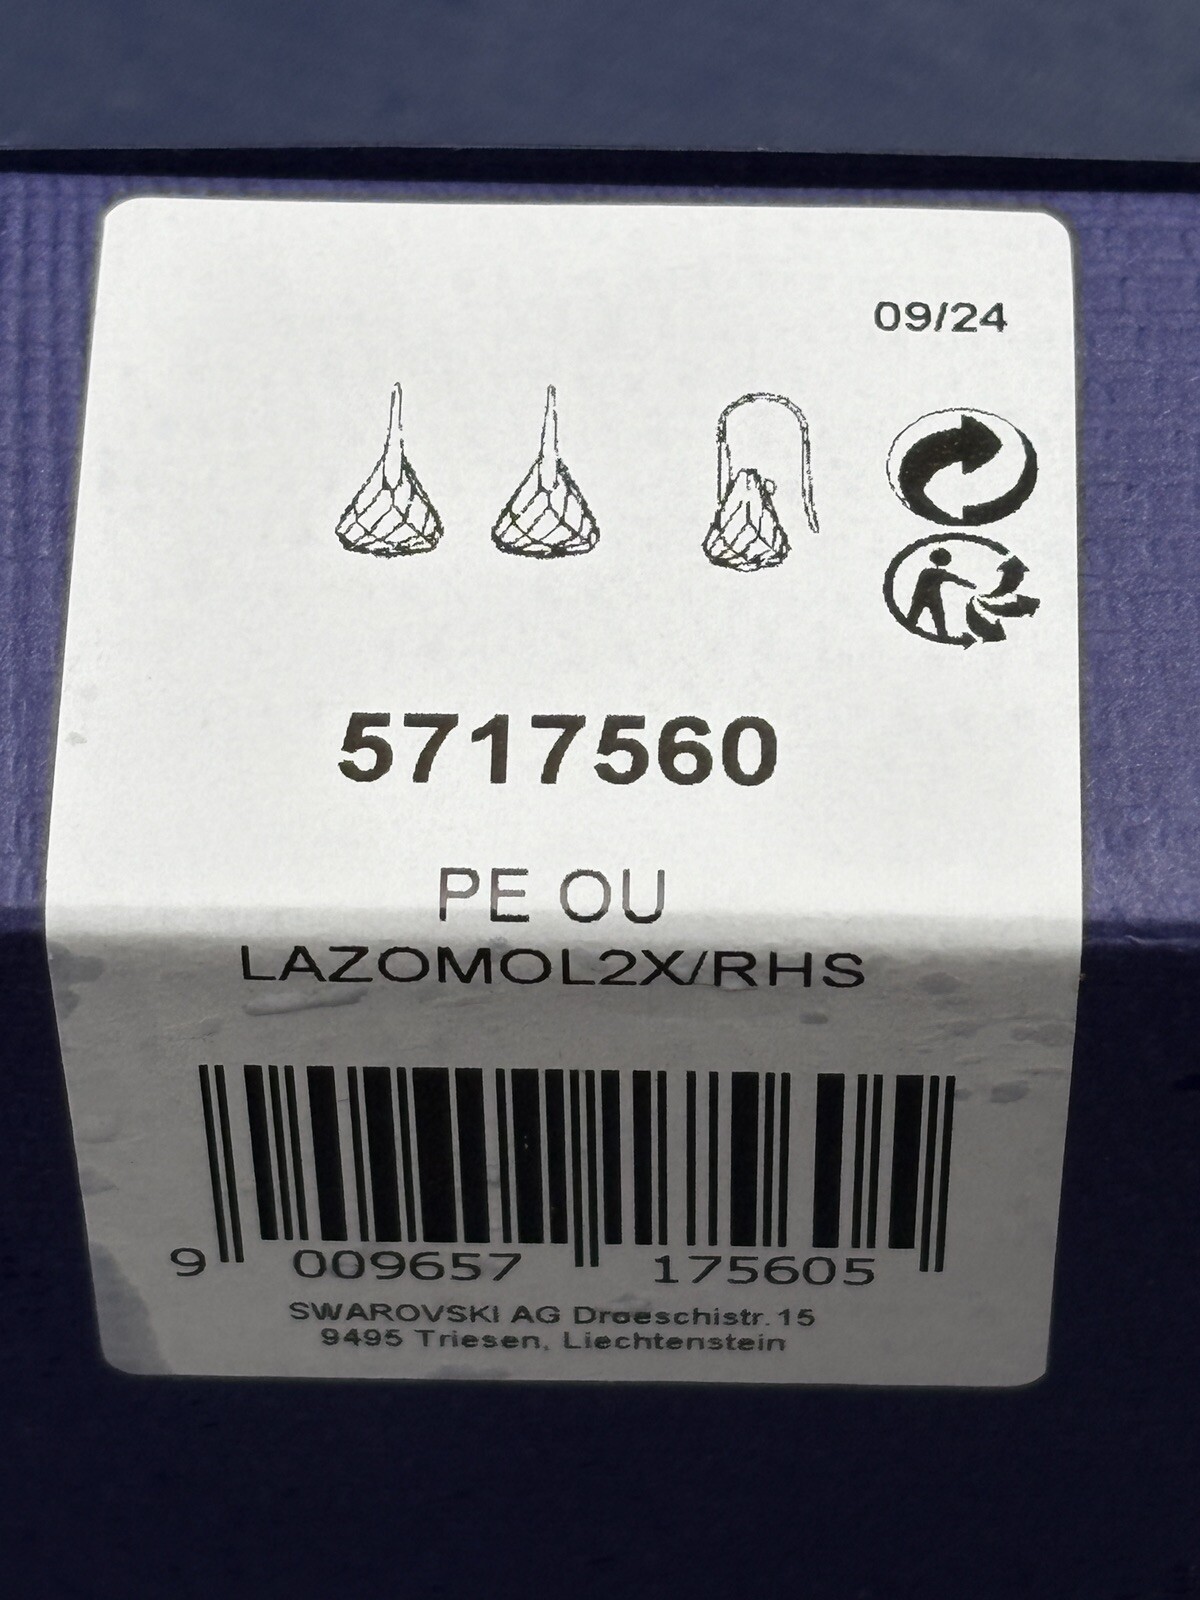 09/24
5717560
PE OU
LAZOMOL2X/RHS
9 009657 175605
SWAROVSKI AG Droeschistr. 15
9495 Triesen, Liechtenstein